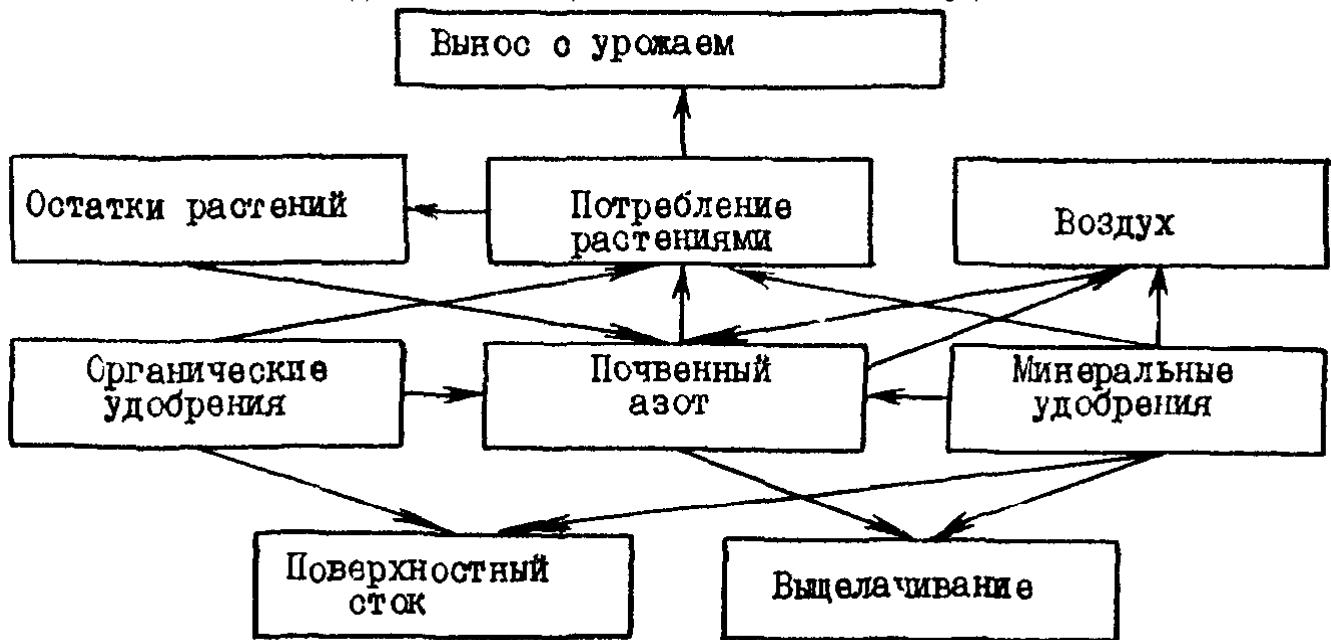 Вынос с урожаем
Остатки растений
Потребление
растениями
Воздух
Органические
удобрения
Почвенный
азот
Минеральные
удобрения
Поверхностный
сток
Выщелачивание